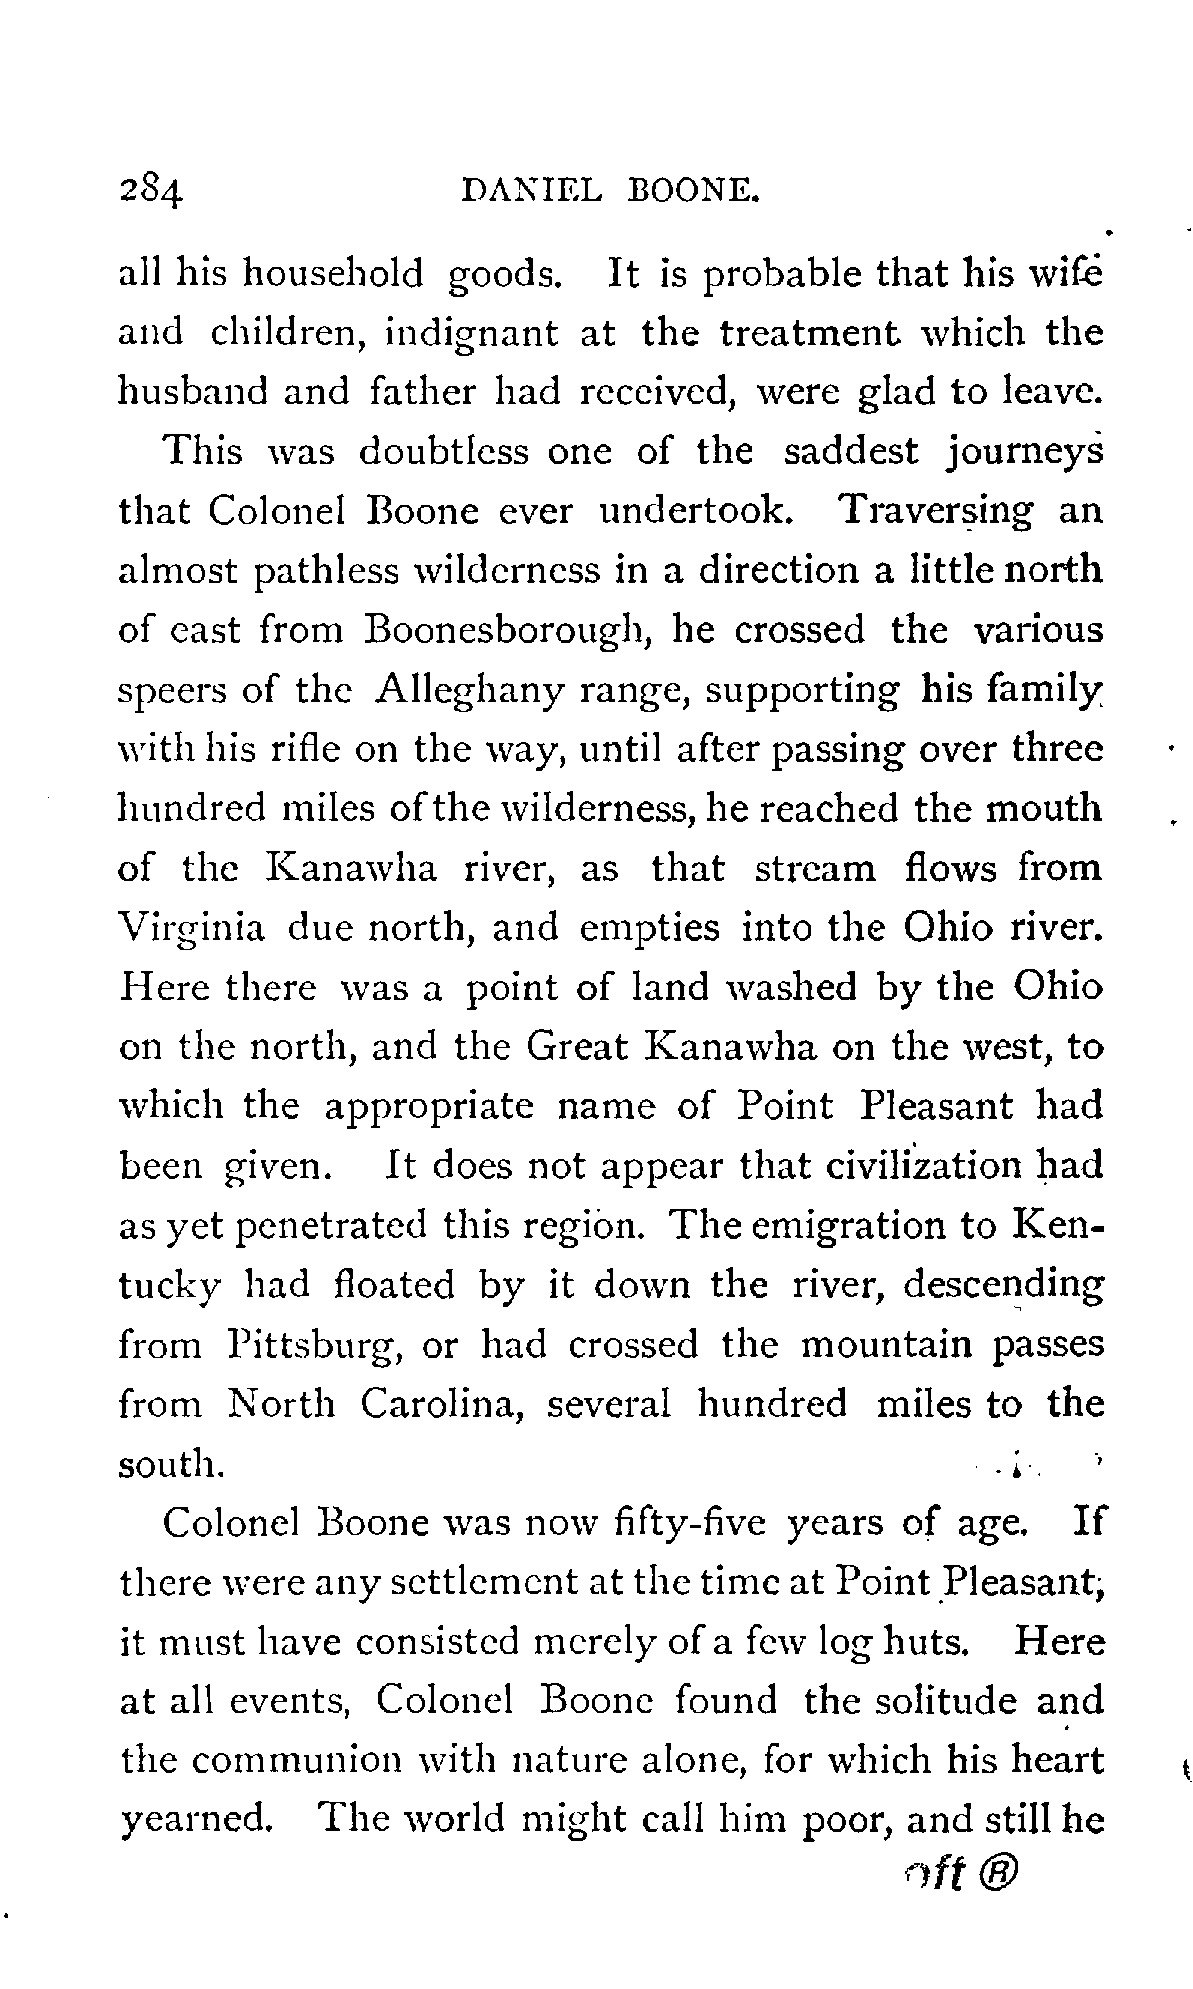 284 DANIEL BOONE.
all his household goods. It is probable that his wife
and children, indignant at the treatment which the
husband and father had received, were glad to leave.
This was doubtless one of the saddest journeys
that Colonel Boone ever undertook. Traversing an
almost pathless wilderness in a direction a little north
of east from Boonesborough, he crossed the various
speers of the Alleghany range, supporting his family
with his rifle on the way, until after passing over three
hundred miles of the wilderness, he reached the mouth
of the Kanawha river, as that stream flows from
Virginia due north, and empties into the Ohio river.
Here there was a point of land washed by the Ohio
on the north, and the Great Kanawha on the west, to
which the appropriate name of Point Pleasant had
been given. It does not appear that civilization had
as yet penetrated this region. The emigration to Ken-
tucky had floated by it down the river, descending
from Pittsburg, or had crossed the mountain passes
from North Carolina, several hundred miles to the
south.
Colonel Boone was now fifty-five years of age. If
there were any settlement at the time at Point Pleasant,
it must have consisted merely of a few log huts. Here
at all events, Colonel Boone found the solitude and
the communion with nature alone, for which his heart
yearned. The world might call him poor, and still he